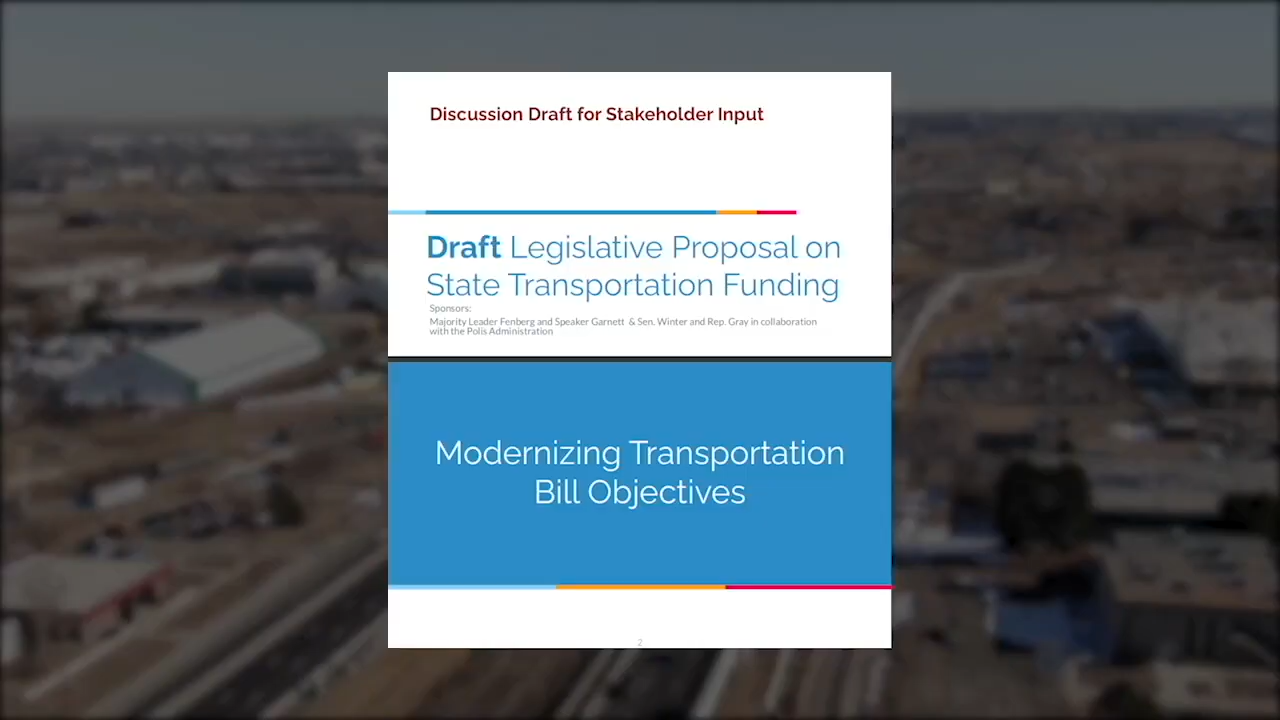 Discussion Draft for Stakeholder Input
Draft Legislative Proposal on
State Transportation Funding
Sponsors:
Majority Leader Fenberg and Speaker Garnett & Sen. Winter and Rep. Gray in collaboration
with the Polis Administration
Modernizing Transportation
Bill Objectives
2